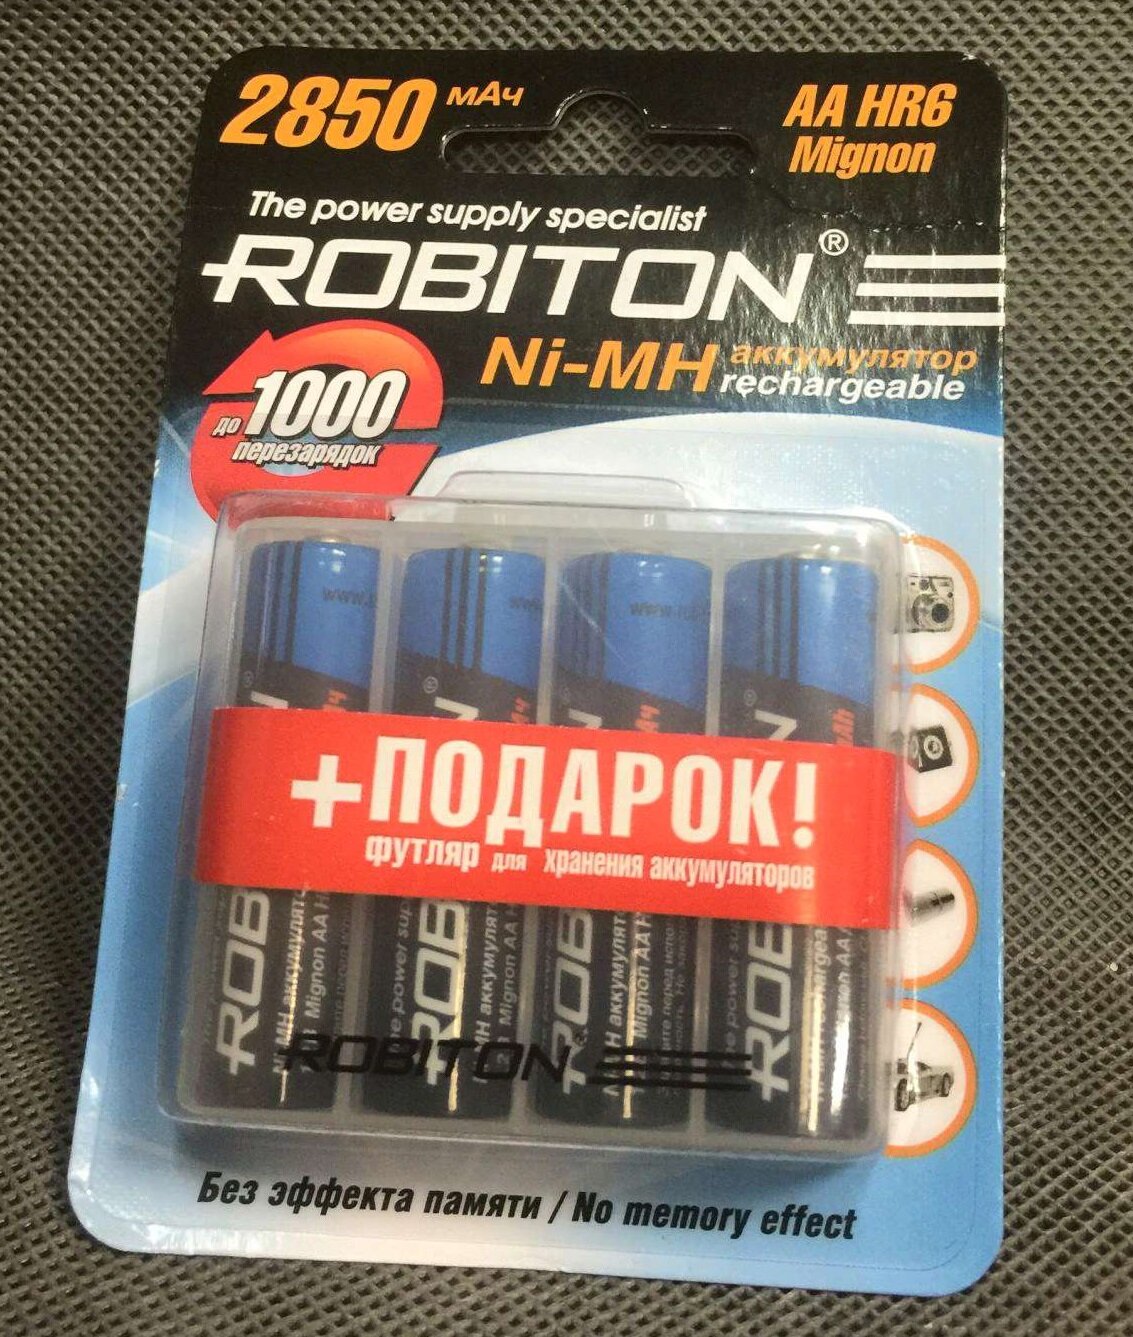 2850 мАч
AA HR6
Mignon
The power supply specialist
ROBITON®
Ni-MH аккумулятор
rechargeable
до 1000
перезарядок
+ПОДАРОК!
футляр для хранения аккумуляторов
ROBITON
Без эффекта памяти / No memory effect